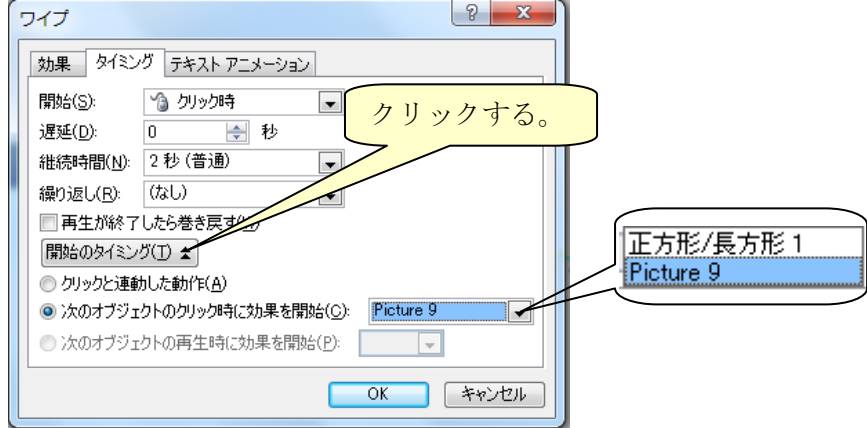 ワイプ
効果 タイミング テキスト アニメーション
開始(S): クリック時
遅延(D): 0 秒
継続時間(N): 2 秒 (普通)
繰り返し(R): (なし)
再生が終了したら巻き戻す
開始のタイミング(T)
クリックと連動した動作(A)
次のオブジェクトのクリック時に効果を開始(C): Picture 9
次のオブジェクトの再生時に効果を開始(P):
OK キャンセル
クリックする。
正方形/長方形 1
Picture 9